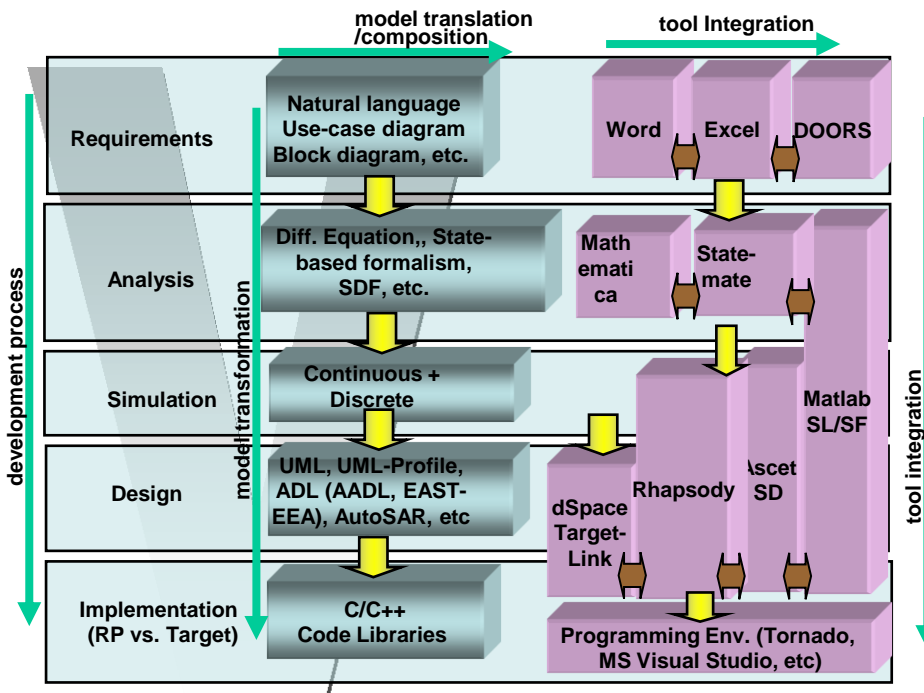 model translation
/composition
tool Integration
Requirements
Natural language
Use-case diagram
Block diagram, etc.
Word
Excel
DOORS
Analysis
Diff. Equation,, State-
based formalism,
SDF, etc.
Math
emati
ca
State-
mate
Simulation
Continuous +
Discrete
Matlab
SL/SF
Design
UML, UML-Profile,
ADL (AADL, EAST-
EEA), AutoSAR, etc
dSpace
Target-
Link
Rhapsody
Ascet
SD
Implementation
(RP vs. Target)
C/C++
Code Libraries
Programming Env. (Tornado,
MS Visual Studio, etc)
development process
model transformation
tool integration